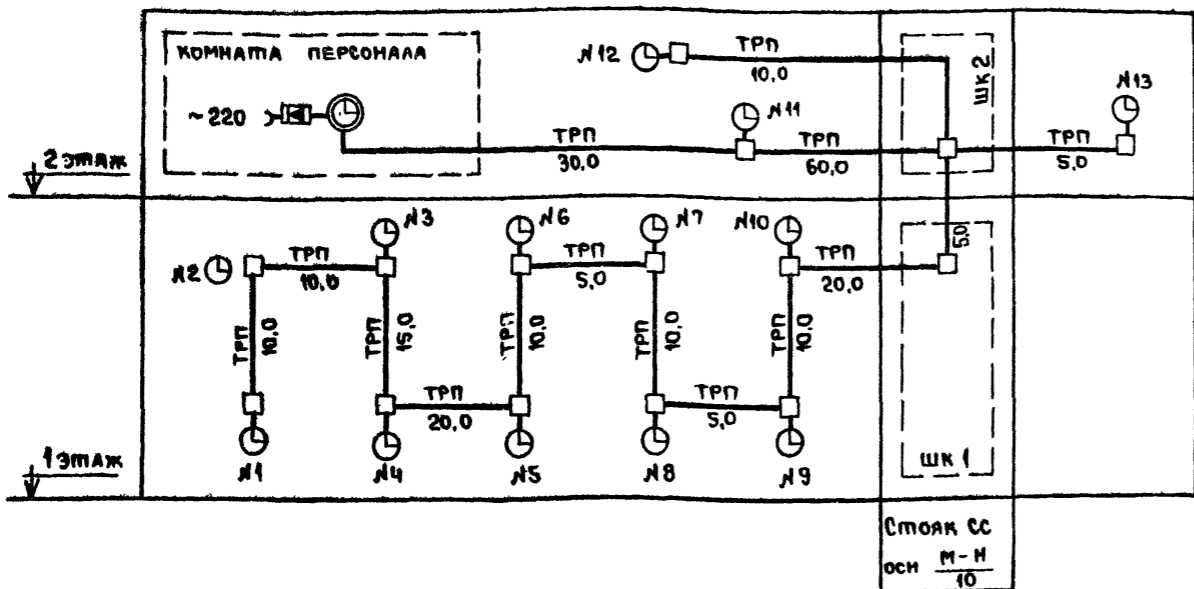 КОМНАТА ПЕРСОНАЛА
~220
N12
ТРП
10,0
ШК 2
N13
N11
ТРП
30,0
ТРП
60,0
ТРП
5,0
2 ЭТАЖ
N2
ТРП
10,0
N3
N6
ТРП
5,0
N7
N10
ТРП
20,0
5,0
ТРП
10,0
ТРП
15,0
ТРП
10,0
ТРП
10,0
ТРП
10,0
ТРП
20,0
ТРП
5,0
1 ЭТАЖ
N1
N4
N5
N8
N9
ШК 1
Стояк СС
оси М-Н
10